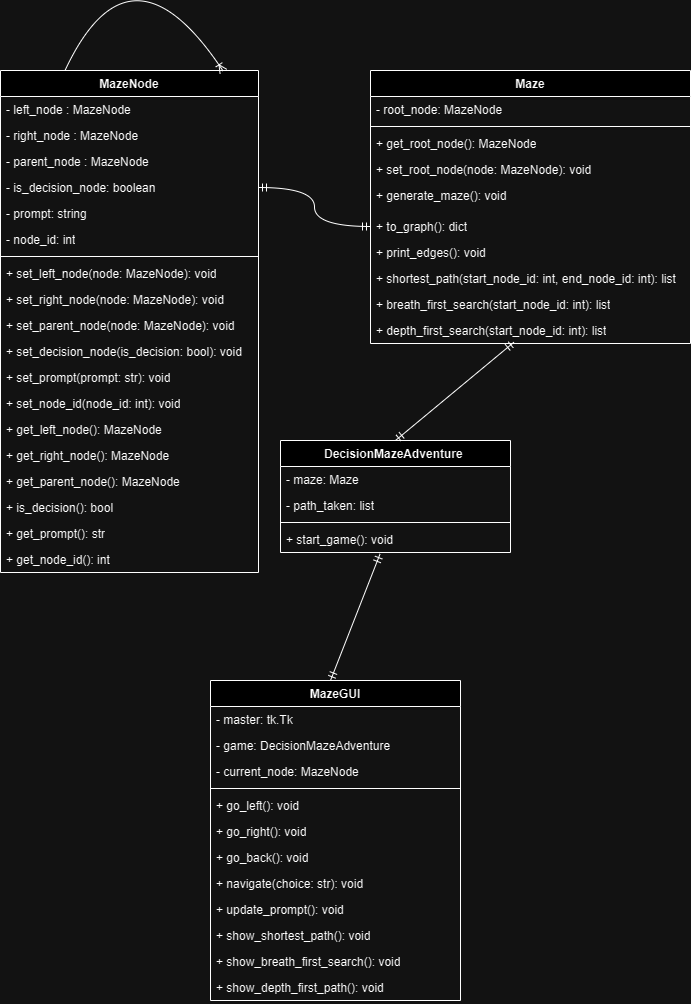 MazeNode
- left_node : MazeNode
- right_node : MazeNode
- parent_node : MazeNode
- is_decision_node: boolean
- prompt: string
- node_id: int
+ set_left_node(node: MazeNode): void
+ set_right_node(node: MazeNode): void
+ set_parent_node(node: MazeNode): void
+ set_decision_node(is_decision: bool): void
+ set_prompt(prompt: str): void
+ set_node_id(node_id: int): void
+ get_left_node(): MazeNode
+ get_right_node(): MazeNode
+ get_parent_node(): MazeNode
+ is_decision(): bool
+ get_prompt(): str
+ get_node_id(): int
Maze
- root_node: MazeNode
+ get_root_node(): MazeNode
+ set_root_node(node: MazeNode): void
+ generate_maze(): void
+ to_graph(): dict
+ print_edges(): void
+ shortest_path(start_node_id: int, end_node_id: int): list
+ breath_first_search(start_node_id: int): list
+ depth_first_search(start_node_id: int): list
DecisionMazeAdventure
- maze: Maze
- path_taken: list
+ start_game(): void
MazeGUI
- master: tk.Tk
- game: DecisionMazeAdventure
- current_node: MazeNode
+ go_left(): void
+ go_right(): void
+ go_back(): void
+ navigate(choice: str): void
+ update_prompt(): void
+ show_shortest_path(): void
+ show_breath_first_search(): void
+ show_depth_first_path(): void